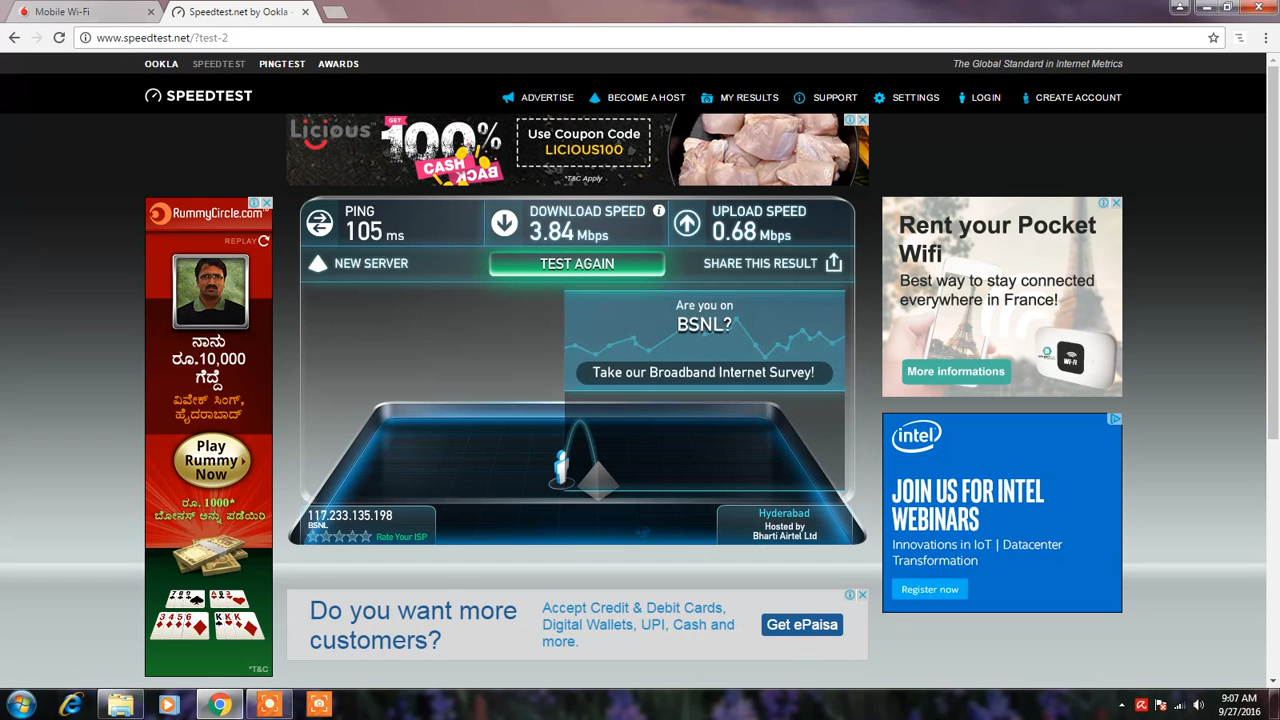 Mobile Wi-Fi
Speedtest.net by Ookla -
www.speedtest.net/?test-2
OOKLA SPEEDTEST PINGTEST AWARDS
The Global Standard in Internet Metrics
SPEEDTEST
ADVERTISE BECOME A HOST MY RESULTS SUPPORT SETTINGS LOGIN CREATE ACCOUNT
Licious
GET
100%
CASH
BACK
Use Coupon Code
LICIOUS100
*T&C Apply
RummyCircle.com
REPLAY
ನಾನು
ರೂ.10,000
ಗೆದ್ದೆ
ವಿವೇಕ್ ಸಿಂಗ್,
ಹೈದರಾಬಾದ್
Play
Rummy
Now
ರೂ. 1000*
ಬೋನಸ್ ಅನ್ನು ಪಡೆಯಿರಿ
*T&C
PING
105 ms
DOWNLOAD SPEED
3.84 Mbps
UPLOAD SPEED
0.68 Mbps
NEW SERVER
TEST AGAIN
SHARE THIS RESULT
Are you on
BSNL?
Take our Broadband Internet Survey!
117.233.135.198
BSNL
Rate Your ISP
Hyderabad
Hosted by
Bharti Airtel Ltd
Rent your Pocket
Wifi
Best way to stay connected
everywhere in France!
More informations
intel
JOIN US FOR INTEL
WEBINARS
Innovations in IoT | Datacenter
Transformation
Register now
Do you want more
customers?
Accept Credit & Debit Cards,
Digital Wallets, UPI, Cash and
more.
Get ePaisa
9:07 AM
9/27/2016